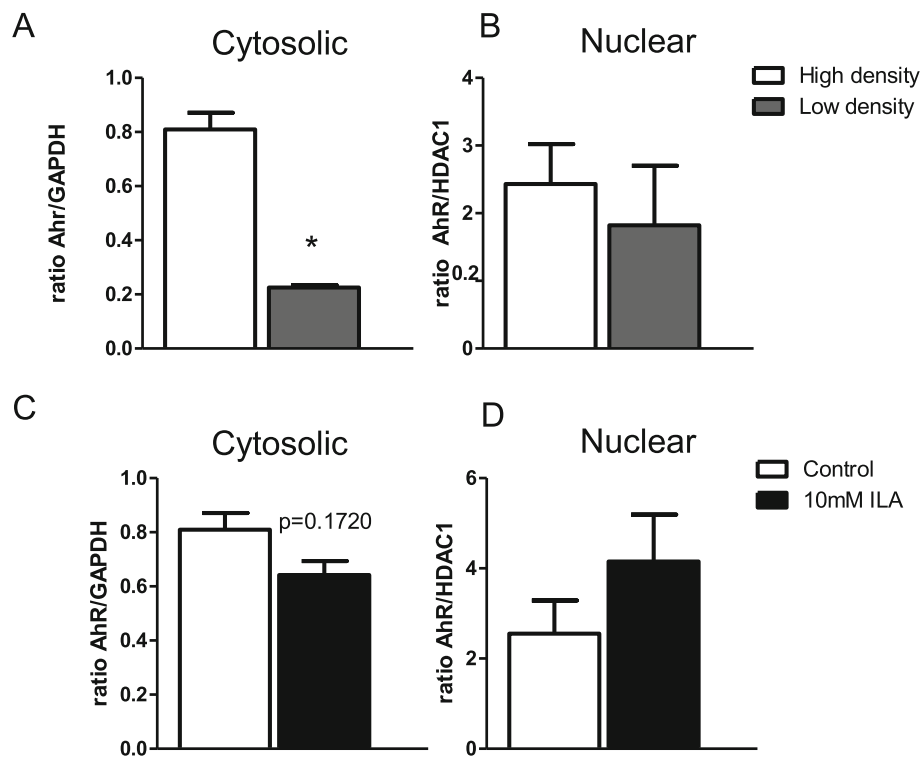 A
Cytosolic
1.0
0.8
0.6
0.4
0.2
0.0
ratio Ahr/GAPDH
*
B
Nuclear
4
3
2
0.2
0
ratio AhR/HDAC1
High density
Low density
C
Cytosolic
1.0
0.8
0.6
0.4
0.2
0.0
ratio AhR/GAPDH
p=0.1720
D
Nuclear
6
4
2
0
ratio AhR/HDAC1
Control
10mM ILA